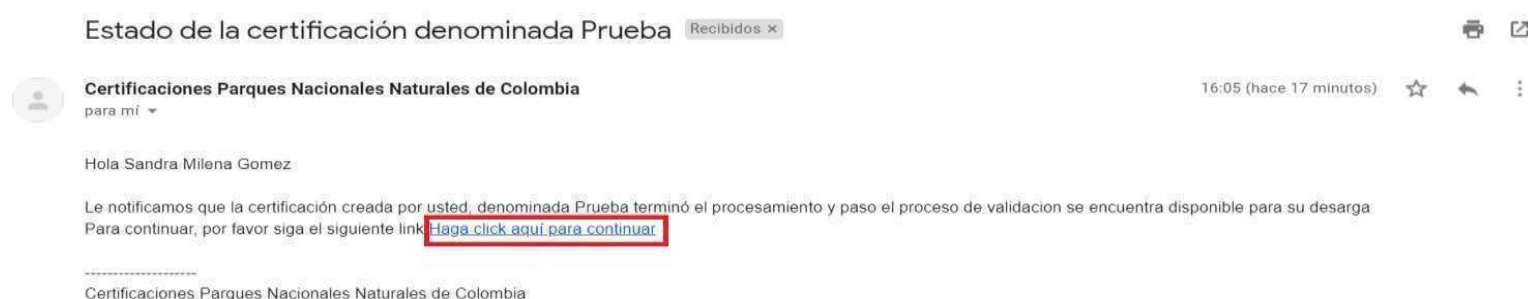 Estado de la certificación denominada Prueba Recibidos ×
Certificaciones Parques Nacionales Naturales de Colombia 16:05 (hace 17 minutos)
para mí
Hola Sandra Milena Gomez
Le notificamos que la certificación creada por usted, denominada Prueba terminó el procesamiento y paso el proceso de validacion se encuentra disponible para su desarga
Para continuar, por favor siga el siguiente link Haga click aquí para continuar
--------------------
Certificaciones Parques Nacionales Naturales de Colombia